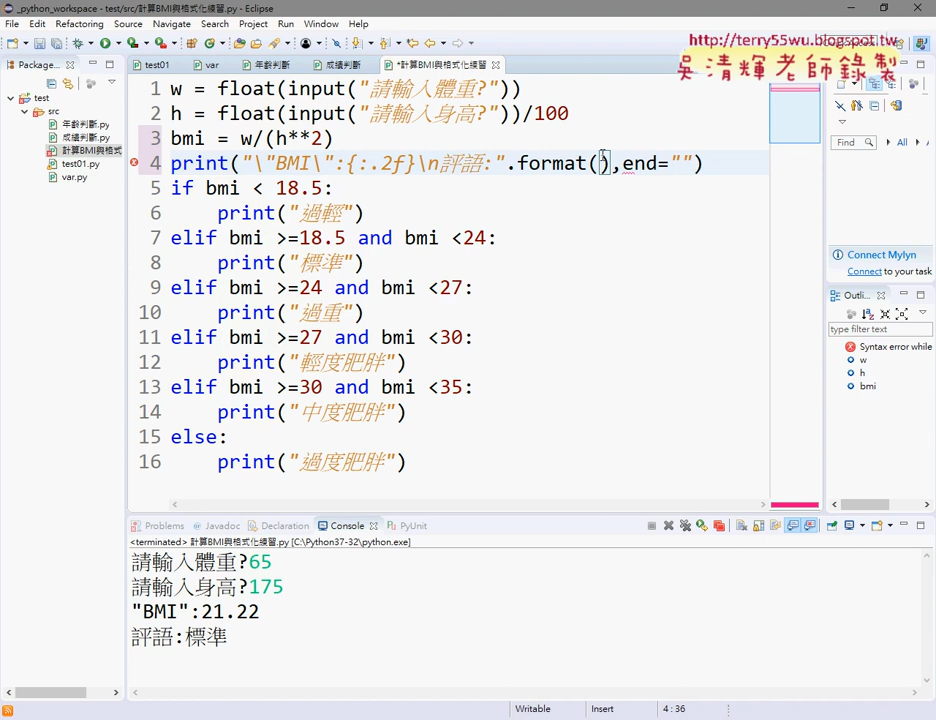 _python_workspace - test/src/計算BMI與格式化練習.py - Eclipse
File Edit Refactoring Source Navigate Search Project Run Window Help
http://terry55wu.blogspot.tw
吳清輝老師錄製
Package...
test01
var
年齡判斷
成績判斷
*計算BMI與格式化練習
test
src
年齡判斷.py
成績判斷.py
計算BMI與格式
test01.py
var.py
1 w = float(input("請輸入體重?"))
2 h = float(input("請輸入身高?"))/100
3 bmi = w/(h**2)
4 print("\"BMI\":{:.2f}\n評語:".format(),end="")
5 if bmi < 18.5:
6 print("過輕")
7 elif bmi >=18.5 and bmi <24:
8 print("標準")
9 elif bmi >=24 and bmi <27:
10 print("過重")
11 elif bmi >=27 and bmi <30:
12 print("輕度肥胖")
13 elif bmi >=30 and bmi <35:
14 print("中度肥胖")
15 else:
16 print("過度肥胖")
Find
All
Connect Mylyn
Connect to your task
Outli...
type filter text
Syntax error while
w
h
bmi
Problems Javadoc Declaration Console PyUnit
<terminated> 計算BMI與格式化練習.py [C:\Python37-32\python.exe]
請輸入體重?65
請輸入身高?175
"BMI":21.22
評語:標準
Writable Insert 4 : 36